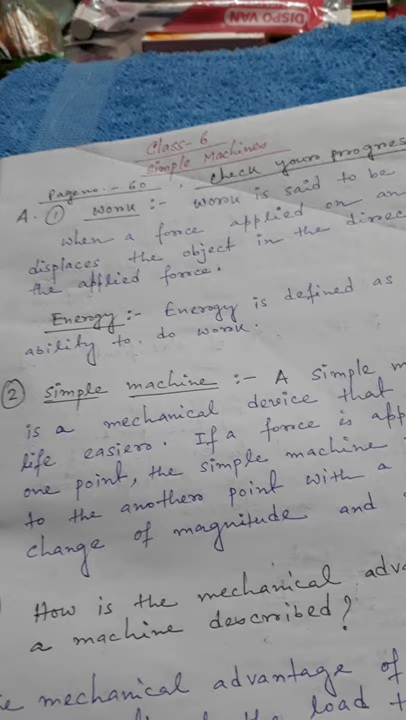 DISPO VAN
Class-6
Simple Machines
Page no. - 60, Check your progres
A. ① Work :- Work is said to be
when a force applied on an
displaces the object in the direc
the applied force.
Energy :- Energy is defined as
ability to do work.
② Simple machine :- A simple m
is a mechanical device that
life easier. If a force is app
one point, the simple machine
to the another point with a
change of magnitude and
How is the mechanical adva
a machine described?
e mechanical advantage of
the load t